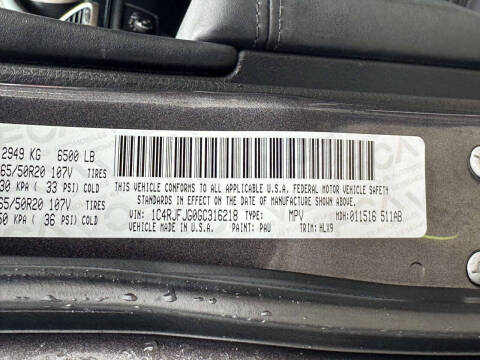 2949 KG 6500 LB
65/50R20 107V TIRES
30 KPA ( 33 PSI) COLD
65/50R20 107V TIRES
50 KPA ( 36 PSI) COLD
THIS VEHICLE CONFORMS TO ALL APPLICABLE U.S.A. FEDERAL MOTOR VEHICLE SAFETY
STANDARDS IN EFFECT ON THE DATE OF MANUFACTURE SHOWN ABOVE.
VIN: 1C4RJFJG0GC316218 TYPE: MPV MDH:011516 511AB
VEHICLE MADE IN U.S.A. PAINT: PAU TRIM: HLX9